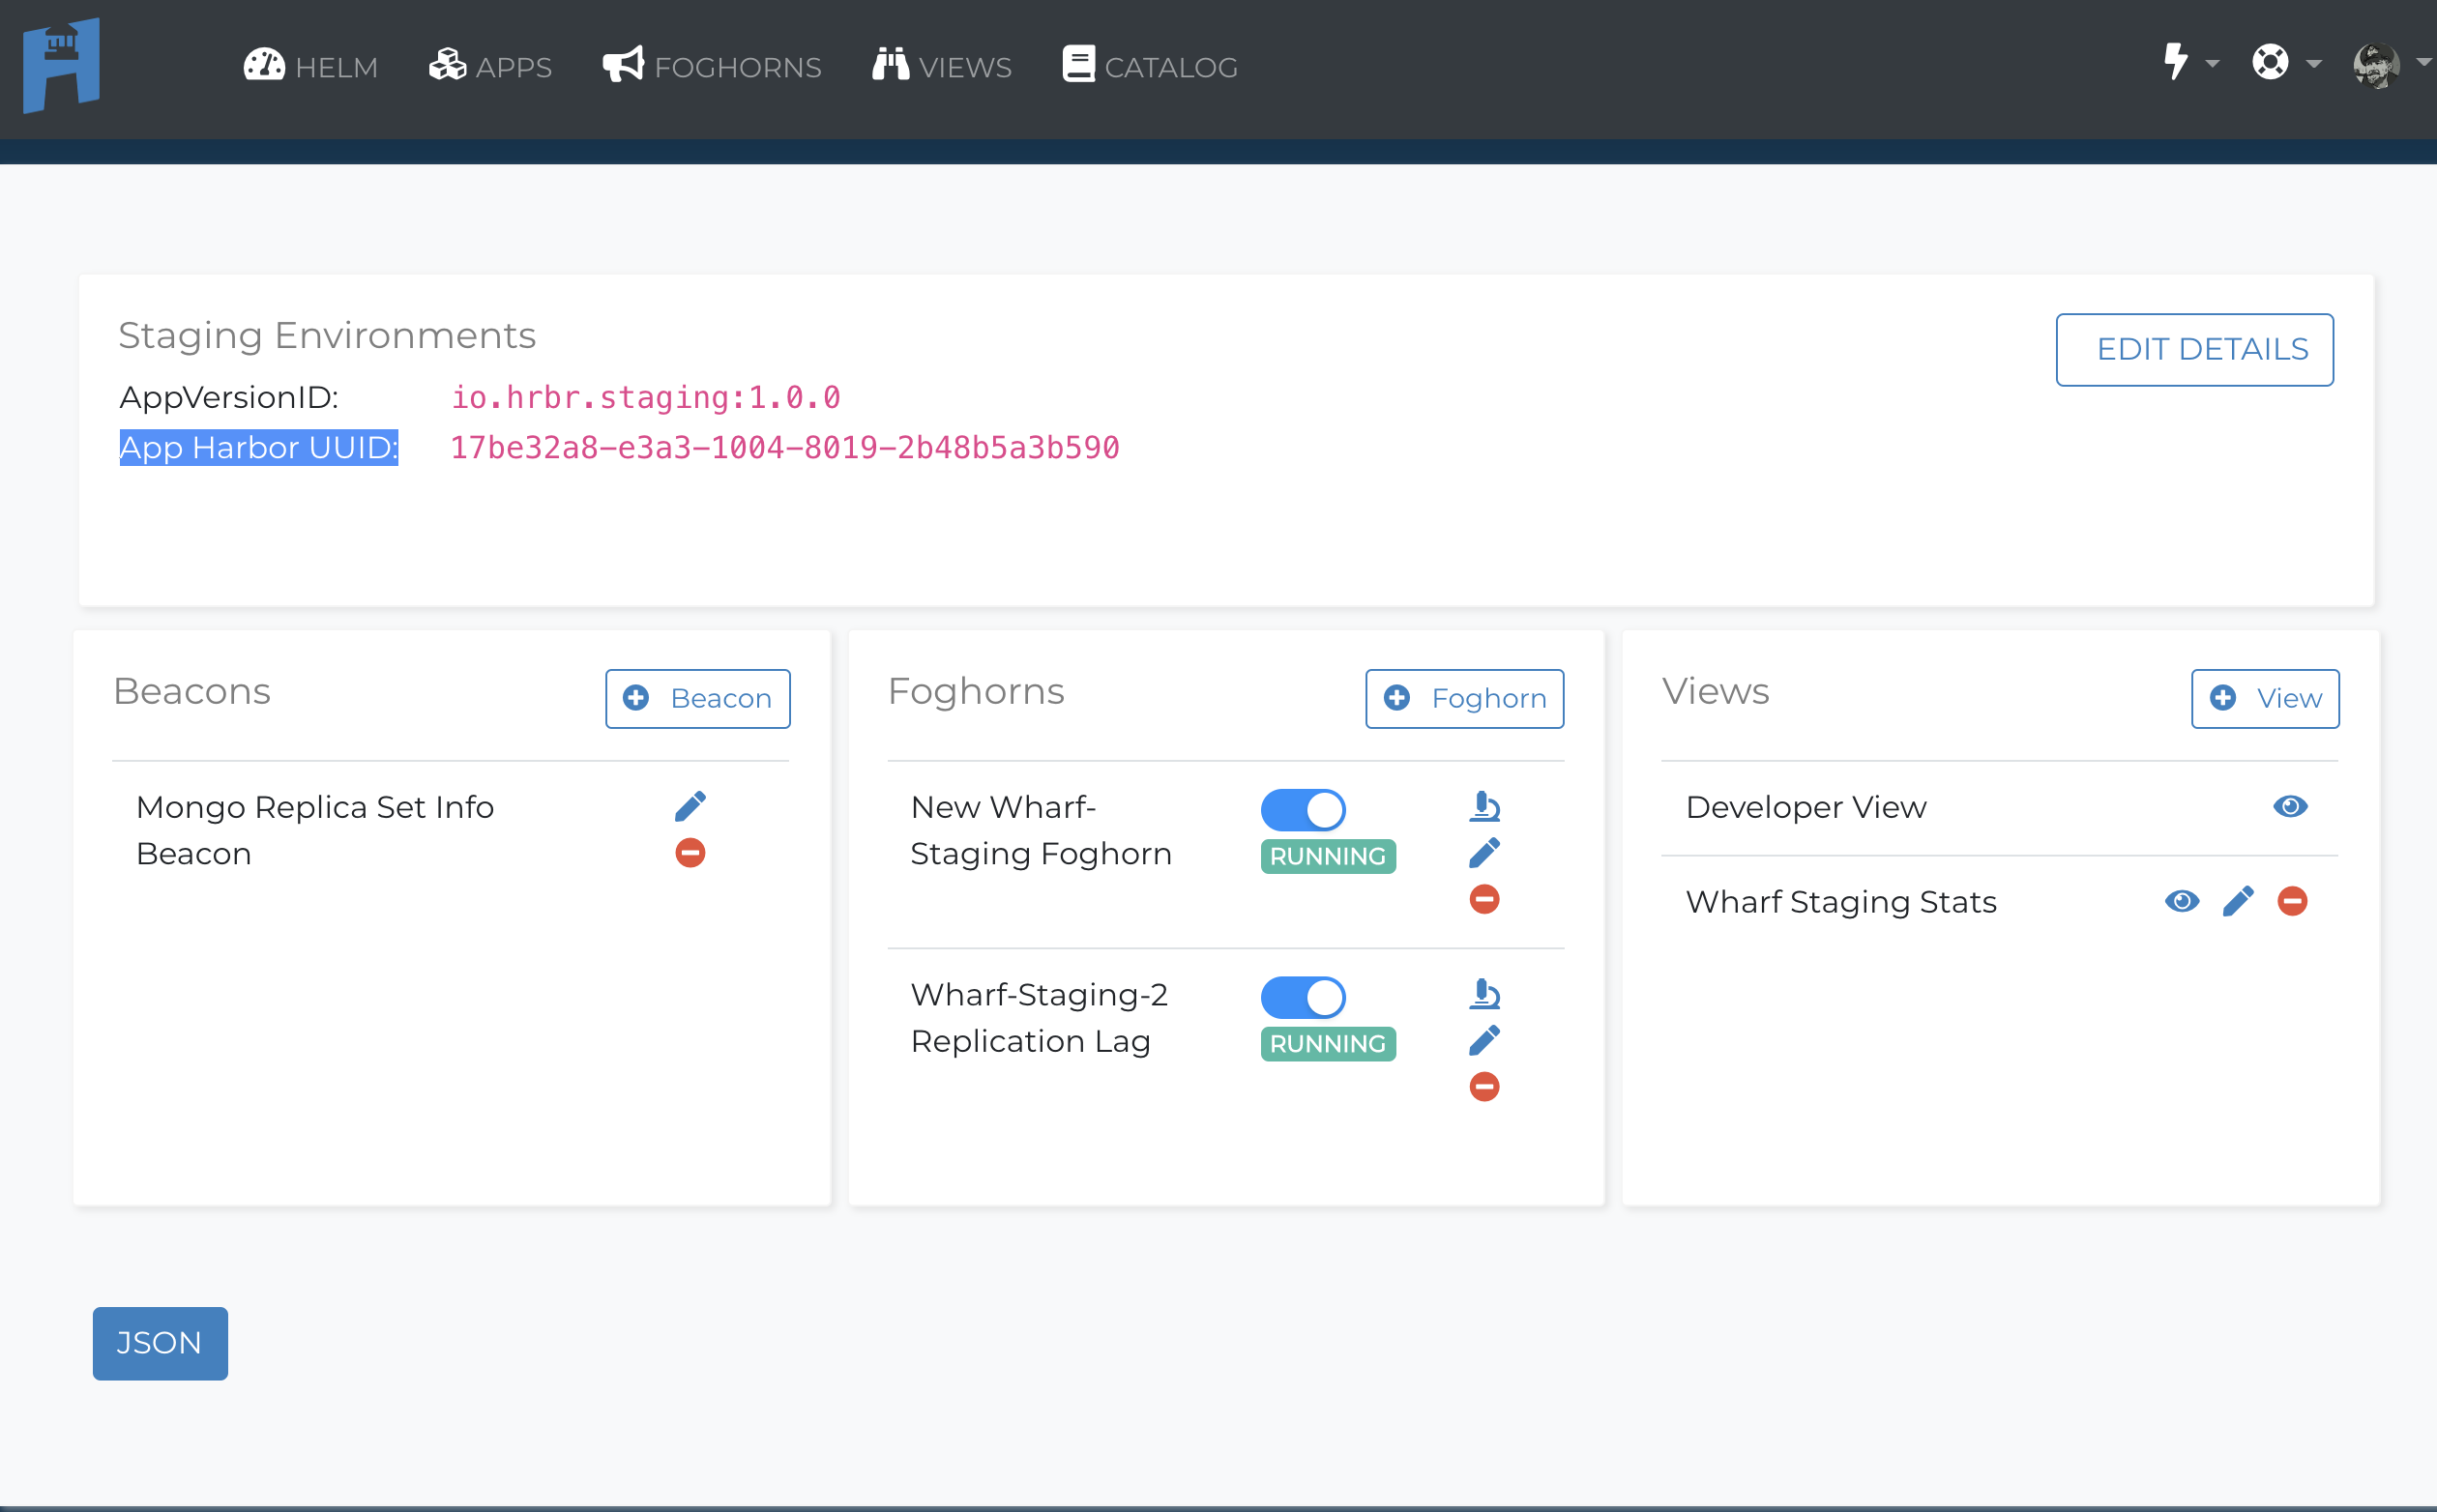 HELM APPS FOGHORNS VIEWS CATALOG
Staging Environments
EDIT DETAILS
AppVersionID: io.hrbr.staging:1.0.0
App Harbor UUID: 17be32a8-e3a3-1004-8019-2b48b5a3b590
Beacons
Beacon
Mongo Replica Set Info
Beacon
Foghorns
Foghorn
New Wharf-
Staging Foghorn
RUNNING
Wharf-Staging-2
Replication Lag
RUNNING
Views
View
Developer View
Wharf Staging Stats
JSON